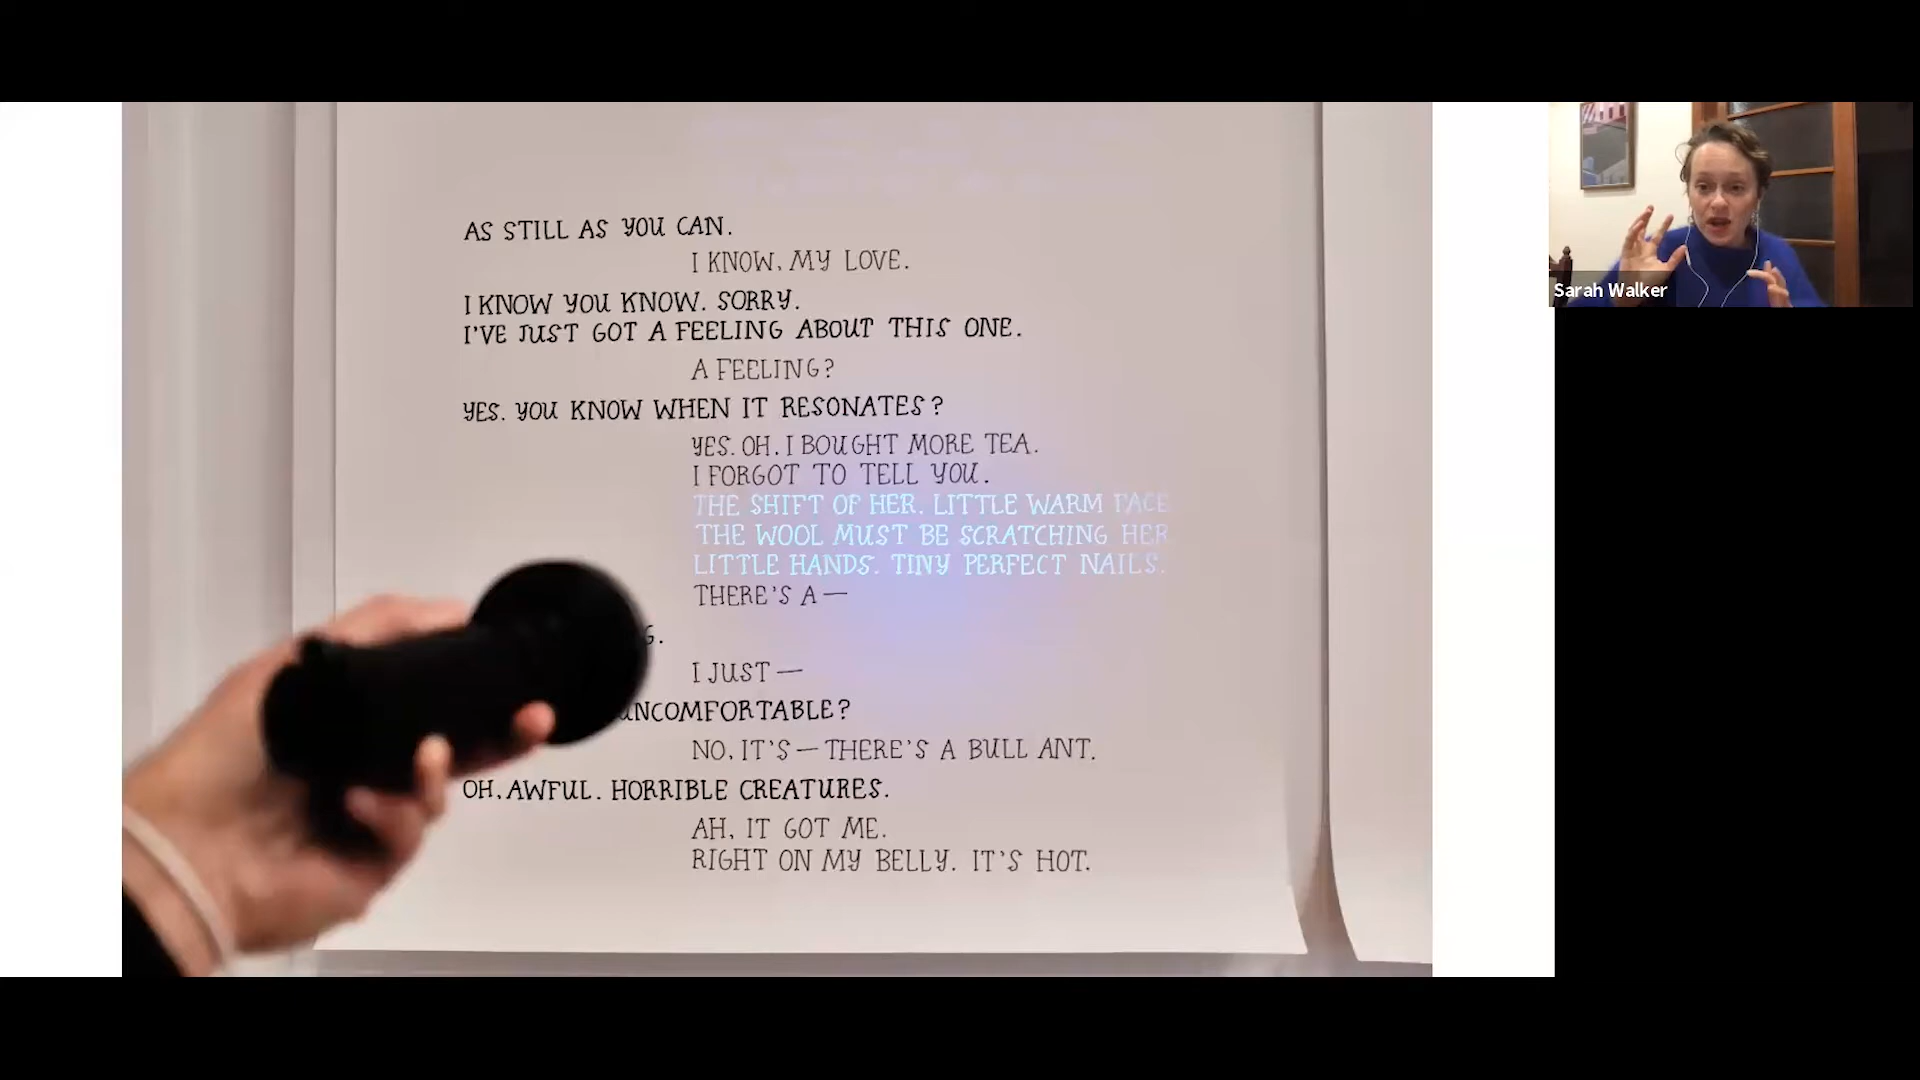 AS STILL AS YOU CAN.
I KNOW, MY LOVE.
I KNOW YOU KNOW. SORRY.
I'VE JUST GOT A FEELING ABOUT THIS ONE.
A FEELING?
YES. YOU KNOW WHEN IT RESONATES?
YES. OH, I BOUGHT MORE TEA.
I FORGOT TO TELL YOU.
THE SHIFT OF HER. LITTLE WARM FACE
THE WOOL MUST BE SCRATCHING HER
LITTLE HANDS. TINY PERFECT NAILS.
THERE'S A—
I JUST—
UNCOMFORTABLE?
NO, IT'S—THERE'S A BULL ANT.
OH, AWFUL. HORRIBLE CREATURES.
AH, IT GOT ME.
RIGHT ON MY BELLY. IT'S HOT.
Sarah Walker